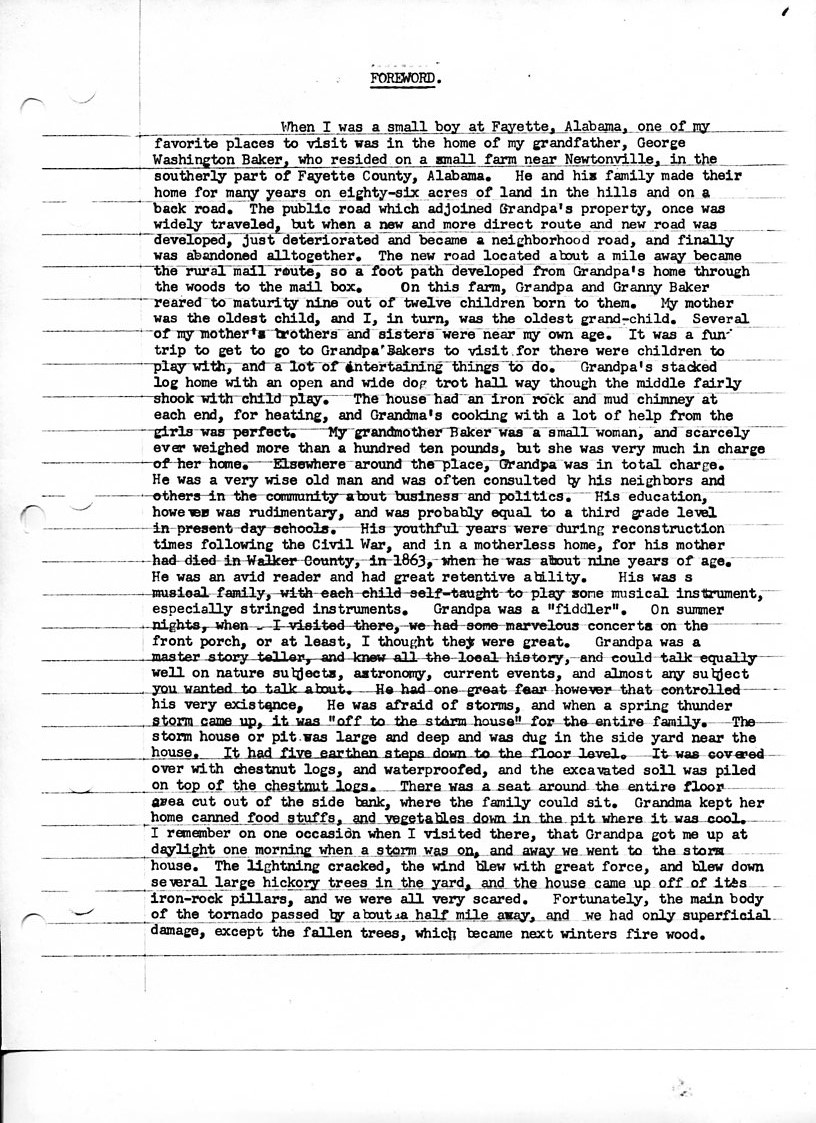 FOREWORD.
When I was a small boy at Fayette, Alabama, one of my
favorite places to visit was in the home of my grandfather, George
Washington Baker, who resided on a small farm near Newtonville, in the
southerly part of Fayette County, Alabama. He and his family made their
home for many years on eighty-six acres of land in the hills and on a
back road. The public road which adjoined Grandpa's property, once was
widely traveled, but when a new and more direct route and new road was
developed, just deteriorated and became a neighborhood road, and finally
was abandoned alltogether. The new road located about a mile away became
the rural mail route, so a foot path developed from Grandpa's home through
the woods to the mail box. On this farm, Grandpa and Granny Baker
reared to maturity nine out of twelve children born to them. My mother
was the oldest child, and I, in turn, was the oldest grand-child. Several
of my mother's brothers and sisters were near my own age. It was a fun
trip to get to go to Grandpa Bakers to visit for there were children to
play with, and a lot of entertaining things to do. Grandpa's stacked
log home with an open and wide dog trot hall way though the middle fairly
shook with child play. The house had an iron rock and mud chimney at
each end, for heating, and Grandma's cooking with a lot of help from the
girls was perfect. My grandmother Baker was a small woman, and scarcely
ever weighed more than a hundred ten pounds, but she was very much in charge
of her home. Elsewhere around the place, Grandpa was in total charge.
He was a very wise old man and was often consulted by his neighbors and
others in the community about business and politics. His education,
however was rudimentary, and was probably equal to a third grade level
in present day schools. His youthful years were during reconstruction
times following the Civil War, and in a motherless home, for his mother
had died in Walker County, in 1863, when he was about nine years of age.
He was an avid reader and had great retentive ability. His was s
musical family, with each child self-taught to play some musical instrument,
especially stringed instruments. Grandpa was a "fiddler". On summer
nights, when I visited there, we had some marvelous concerts on the
front porch, or at least, I thought they were great. Grandpa was a
master story teller, and knew all the local history, and could talk equally
well on nature subjects, astronomy, current events, and almost any subject
you wanted to talk about. He had one great fear however that controlled
his very existance, He was afraid of storms, and when a spring thunder
storm came up, it was "off to the storm house" for the entire family. The
storm house or pit was large and deep and was dug in the side yard near the
house. It had five earthen steps down to the floor level. It was covered
over with chestnut logs, and waterproofed, and the excavated soil was piled
on top of the chestnut logs. There was a seat around the entire floor
area cut out of the side bank, where the family could sit. Grandma kept her
home canned food stuffs, and vegetables down in the pit where it was cool.
I remember on one occasion when I visited there, that Grandpa got me up at
daylight one morning when a storm was on, and away we went to the storm
house. The lightning cracked, the wind blew with great force, and blew down
several large hickory trees in the yard, and the house came up off of its
iron-rock pillars, and we were all very scared. Fortunately, the main body
of the tornado passed by about a half mile away, and we had only superficial
damage, except the fallen trees, which became next winters fire wood.